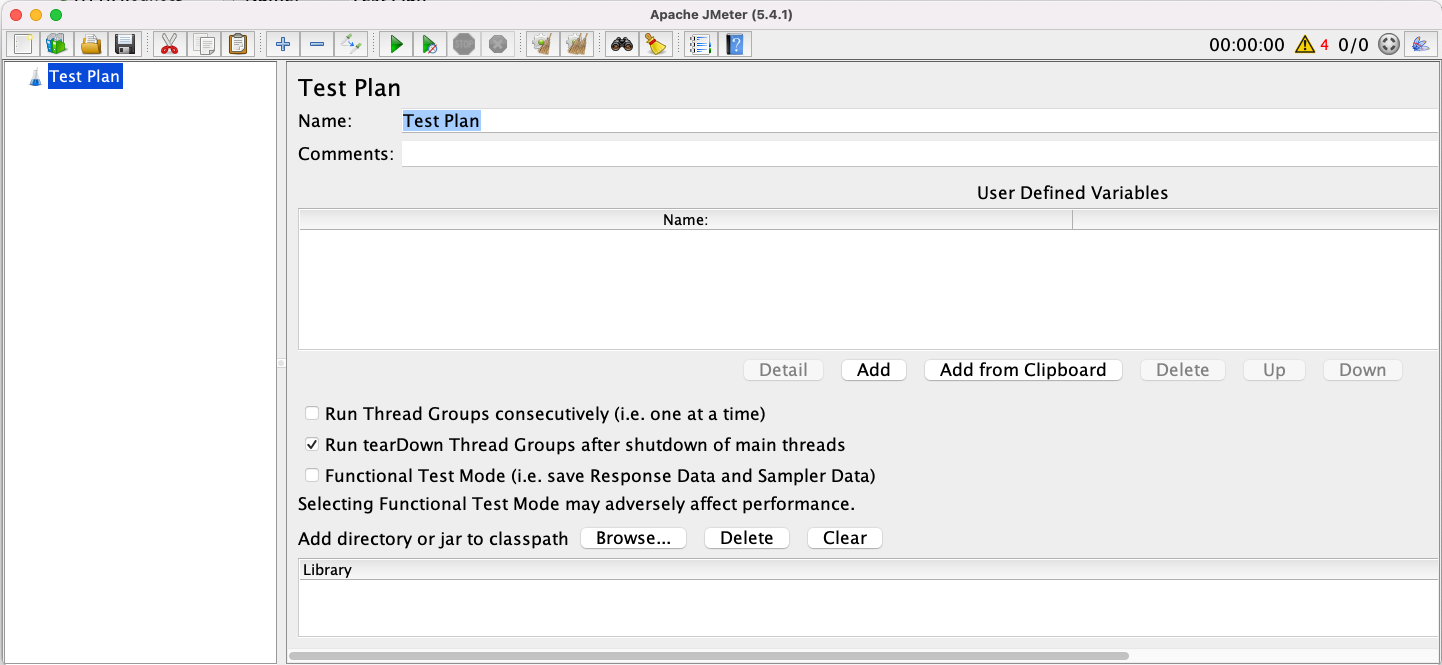 Apache JMeter (5.4.1)
STOP
00:00:00 4 0/0
Test Plan
Test Plan
Name: Test Plan
Comments:
User Defined Variables
Name:
Detail Add Add from Clipboard Delete Up Down
Run Thread Groups consecutively (i.e. one at a time)
Run tearDown Thread Groups after shutdown of main threads
Functional Test Mode (i.e. save Response Data and Sampler Data)
Selecting Functional Test Mode may adversely affect performance.
Add directory or jar to classpath Browse... Delete Clear
Library